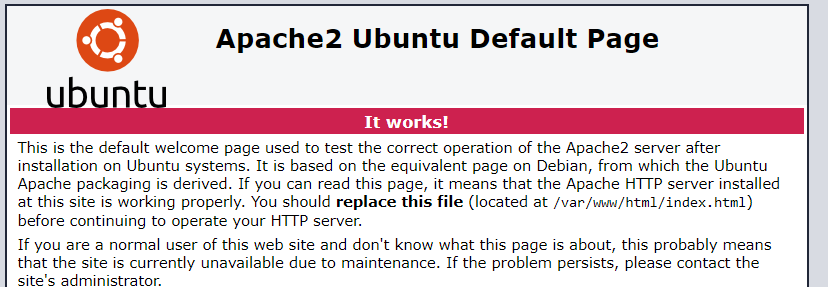 Apache2 Ubuntu Default Page
ubuntu
It works!
This is the default welcome page used to test the correct operation of the Apache2 server after
installation on Ubuntu systems. It is based on the equivalent page on Debian, from which the Ubuntu
Apache packaging is derived. If you can read this page, it means that the Apache HTTP server installed
at this site is working properly. You should replace this file (located at /var/www/html/index.html)
before continuing to operate your HTTP server.
If you are a normal user of this web site and don't know what this page is about, this probably means
that the site is currently unavailable due to maintenance. If the problem persists, please contact the
site's administrator.